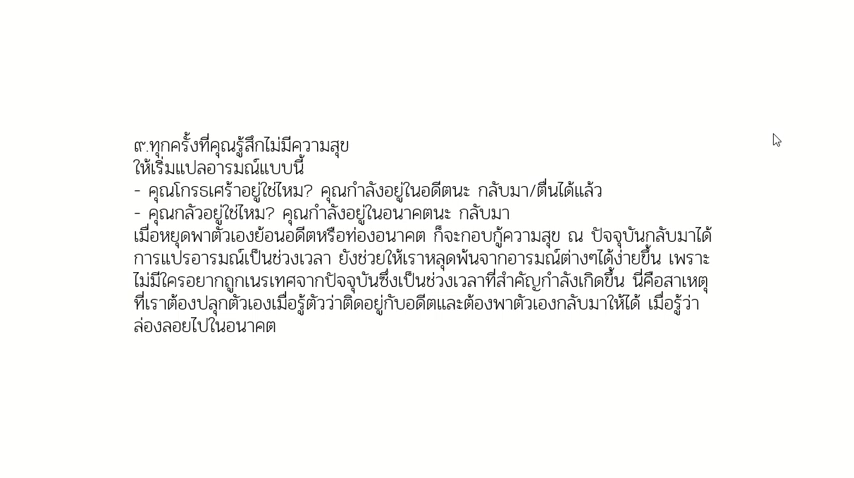 ๙.ทุกครั้งที่คุณรู้สึกไม่มีความสุข
ให้เริ่มแปลอารมณ์แบบนี้
- คุณโกรธเศร้าอยู่ใช่ไหม? คุณกำลังอยู่ในอดีตนะ กลับมา/ตื่นได้แล้ว
- คุณกลัวอยู่ใช่ไหม? คุณกำลังอยู่ในอนาคตนะ กลับมา
เมื่อหยุดพาตัวเองย้อนอดีตหรือท่องอนาคต ก็จะกอบกู้ความสุข ณ ปัจจุบันกลับมาได้
การแปรอารมณ์เป็นช่วงเวลา ยังช่วยให้เราหลุดพ้นจากอารมณ์ต่างๆได้ง่ายขึ้น เพราะ
ไม่มีใครอยากถูกเนรเทศจากปัจจุบันซึ่งเป็นช่วงเวลาที่สำคัญกำลังเกิดขึ้น นี่คือสาเหตุ
ที่เราต้องปลุกตัวเองเมื่อรู้ตัวว่าติดอยู่กับอดีตและต้องพาตัวเองกลับมาให้ได้ เมื่อรู้ว่า
ล่องลอยไปในอนาคต